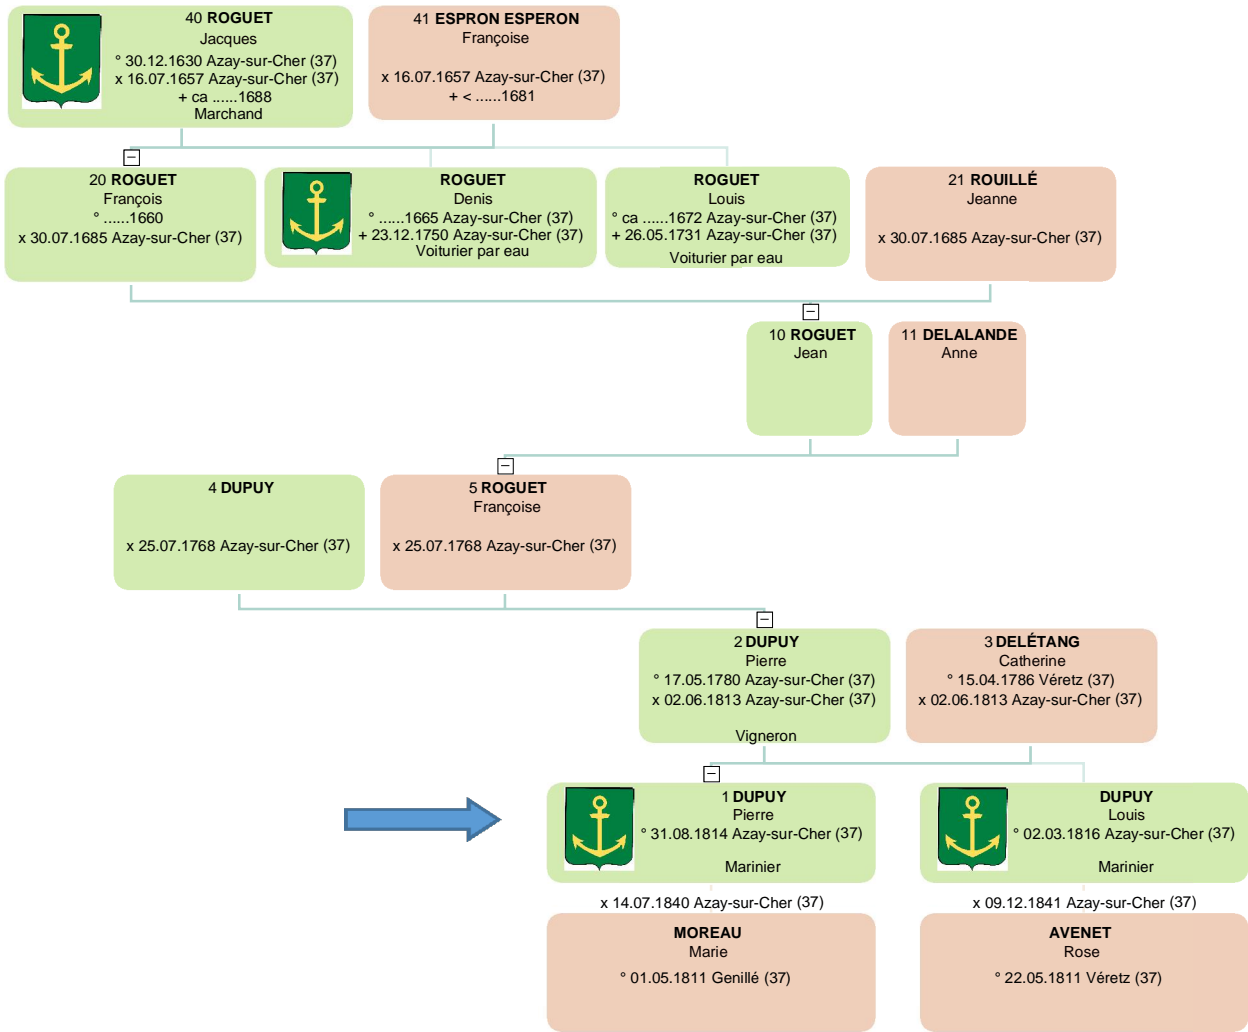 40 ROGUET
Jacques
° 30.12.1630 Azay-sur-Cher (37)
x 16.07.1657 Azay-sur-Cher (37)
+ ca ......1688
Marchand
41 ESPRON ESPERON
Françoise
x 16.07.1657 Azay-sur-Cher (37)
+ < ......1681
20 ROGUET
François
° ......1660
x 30.07.1685 Azay-sur-Cher (37)
ROGUET
Denis
° ......1665 Azay-sur-Cher (37)
+ 23.12.1750 Azay-sur-Cher (37)
Voiturier par eau
ROGUET
Louis
° ca ......1672 Azay-sur-Cher (37)
+ 26.05.1731 Azay-sur-Cher (37)
Voiturier par eau
21 ROUILLÉ
Jeanne
x 30.07.1685 Azay-sur-Cher (37)
10 ROGUET
Jean
11 DELALANDE
Anne
4 DUPUY
x 25.07.1768 Azay-sur-Cher (37)
5 ROGUET
Françoise
x 25.07.1768 Azay-sur-Cher (37)
2 DUPUY
Pierre
° 17.05.1780 Azay-sur-Cher (37)
x 02.06.1813 Azay-sur-Cher (37)
Vigneron
3 DELÉTANG
Catherine
° 15.04.1786 Véretz (37)
x 02.06.1813 Azay-sur-Cher (37)
1 DUPUY
Pierre
° 31.08.1814 Azay-sur-Cher (37)
Marinier
DUPUY
Louis
° 02.03.1816 Azay-sur-Cher (37)
Marinier
x 14.07.1840 Azay-sur-Cher (37)
x 09.12.1841 Azay-sur-Cher (37)
MOREAU
Marie
° 01.05.1811 Genillé (37)
AVENET
Rose
° 22.05.1811 Véretz (37)